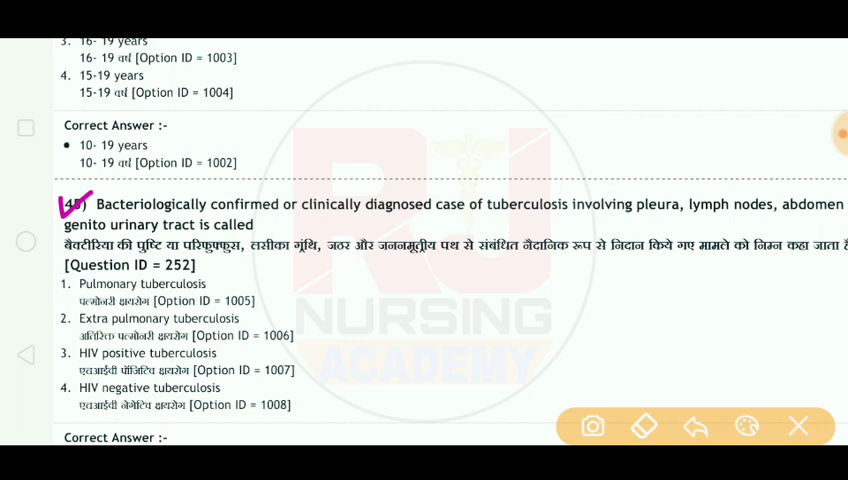 3. 16- 19 years
16- 19 वर्ष [Option ID = 1003]
4. 15-19 years
15-19 वर्ष [Option ID = 1004]
Correct Answer :-
• 10- 19 years
10- 19 वर्ष [Option ID = 1002]
45) Bacteriologically confirmed or clinically diagnosed case of tuberculosis involving pleura, lymph nodes, abdomen
genito urinary tract is called
बैक्टीरिया की पुष्टि या परिफुफ्फुस, लसीका ग्रंथि, जठर और जननमूत्रीय पथ से संबंधित नैदानिक रूप से निदान किये गए मामले को निम्न कहा जाता है
[Question ID = 252]
1. Pulmonary tuberculosis
पल्मोनरी क्षयरोग [Option ID = 1005]
2. Extra pulmonary tuberculosis
अतिरिक्त पल्मोनरी क्षयरोग [Option ID = 1006]
3. HIV positive tuberculosis
एचआईवी पॉजिटिव क्षयरोग [Option ID = 1007]
4. HIV negative tuberculosis
एचआईवी नेगेटिव क्षयरोग [Option ID = 1008]
Correct Answer :-
RJ
NURSING
ACADEMY